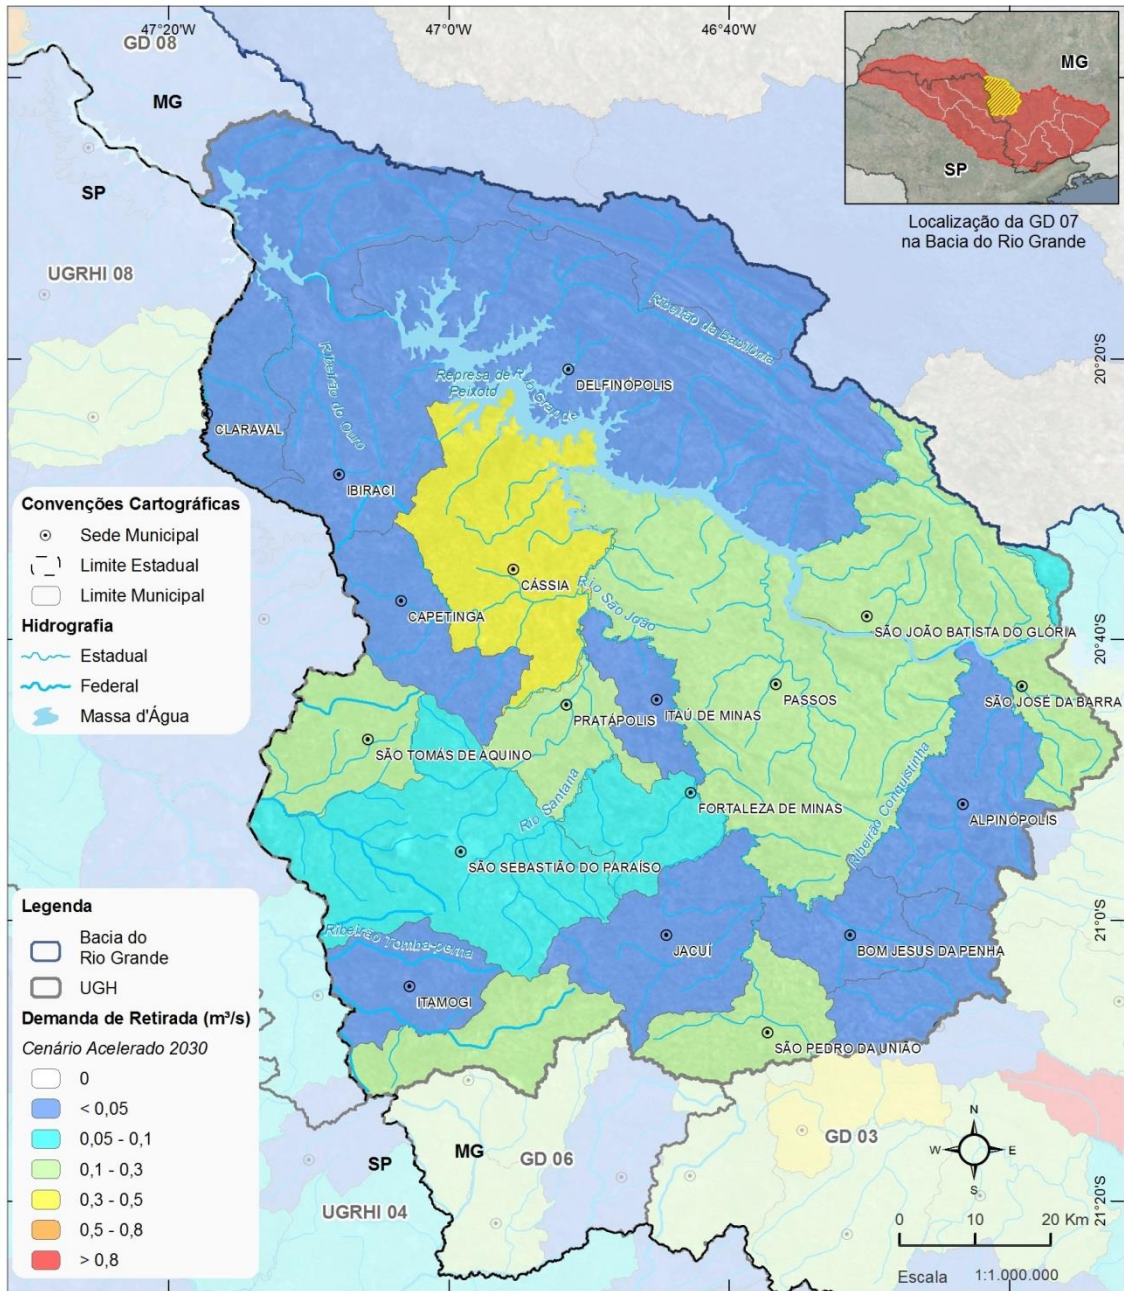 47°20'W
47°0'W
46°40'W
GD 08
MG
SP
UGRHI 08
MG
SP
Localização da GD 07
na Bacia do Rio Grande
20°20'S
20°40'S
21°0'S
21°20'S
Ribeirão da Babilônia
Ribeirão do Ouro
Represa de
Peixoto
Rio Grande
DELFINÓPOLIS
CLARAVAL
IBIRACI
CÁSSIA
CAPETINGA
Rio São João
SÃO JOÃO BATISTA DO GLÓRIA
PASSOS
SÃO JOSÉ DA BARRA
ITAÚ DE MINAS
PRATÁPOLIS
SÃO TOMÁS DE AQUINO
Rio Santana
FORTALEZA DE MINAS
Ribeirão Conquistinha
ALPINÓPOLIS
SÃO SEBASTIÃO DO PARAÍSO
Ribeirão Tomba-perna
JACUÍ
BOM JESUS DA PENHA
ITAMOGI
SÃO PEDRO DA UNIÃO
SP
MG
GD 06
GD 03
UGRHI 04
Convenções Cartográficas
Sede Municipal
Limite Estadual
Limite Municipal
Hidrografia
Estadual
Federal
Massa d'Água
Legenda
Bacia do
Rio Grande
UGH
Demanda de Retirada (m³/s)
Cenário Acelerado 2030
0
< 0,05
0,05 - 0,1
0,1 - 0,3
0,3 - 0,5
0,5 - 0,8
> 0,8
N
W
E
S
0 10 20 Km
Escala 1:1.000.000